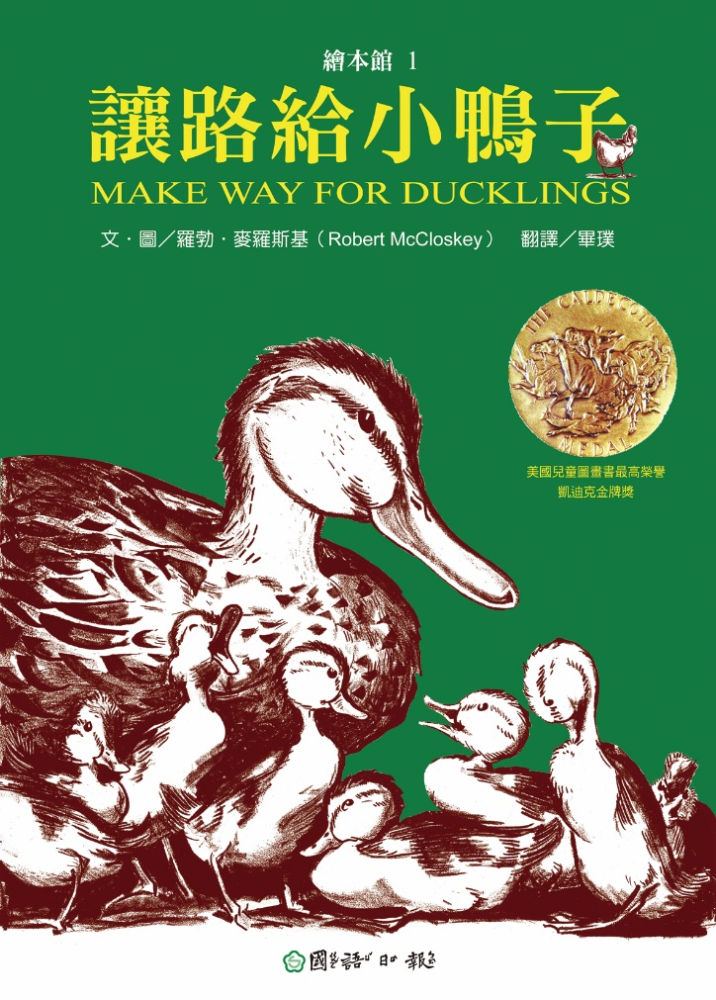 繪本館 1
讓路給小鴨子
MAKE WAY FOR DUCKLINGS
文・圖／羅勃・麥羅斯基（Robert McCloskey） 翻譯／畢璞
THE CALDECOTT
MEDAL
美國兒童圖畫書最高榮譽
凱迪克金牌獎
國語日報